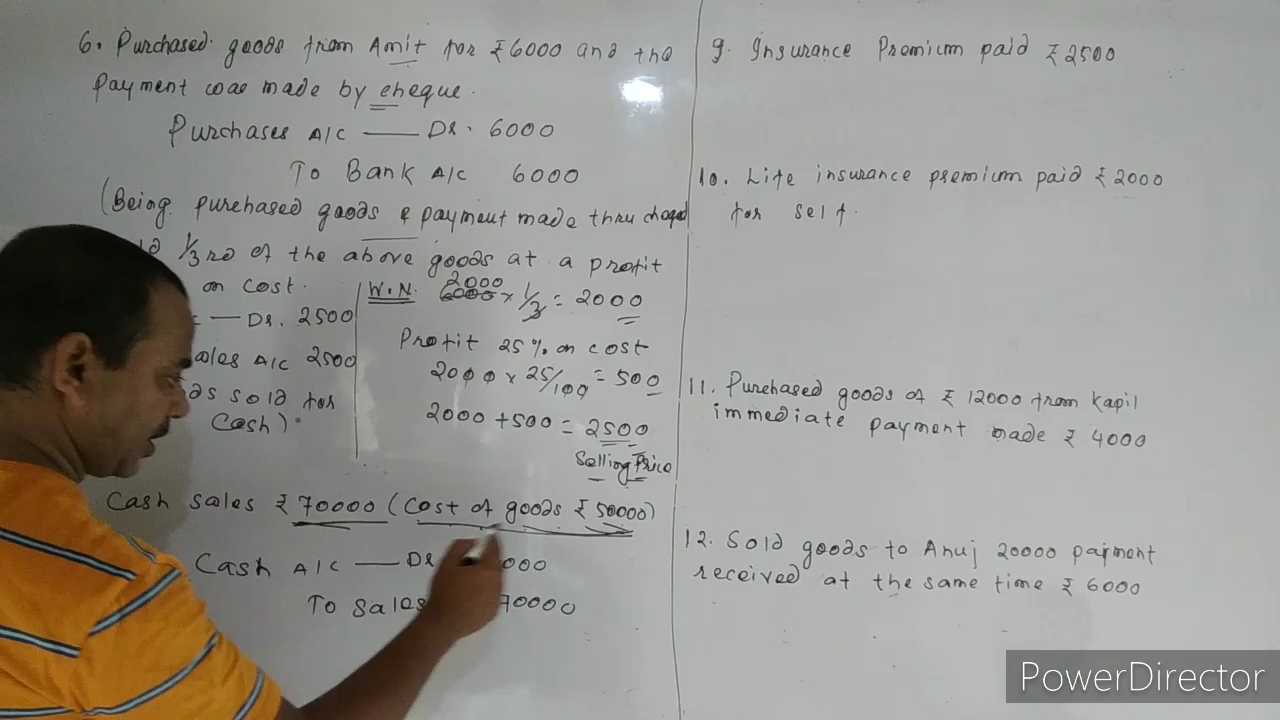 6. Purchased goods from Amit for ₹6000 and the
payment was made by cheque.
Purchases A/C — Dr. 6000
To Bank A/C 6000
(Being purchased goods & payment made thru
1/3rd of the above goods at a profit
on cost.
— Dr. 2500
A/C 2500
sold for
Cash).
W.N. 2000
6000 x 1/3 = 2000
Profit 25% on cost
2000 x 25/100 = 500
2000 + 500 = 2500
Selling Price
Cash sales ₹70000 (Cost of goods ₹50000)
Cash A/C — Dr
To Sales 70000
9. Insurance Premium paid ₹2500
10. Life insurance premium paid ₹2000
for self.
11. Purchased goods of ₹12000 from Kapil
immediate payment made ₹4000
12. Sold goods to Anuj 20000 payment
received at the same time ₹6000
PowerDirector